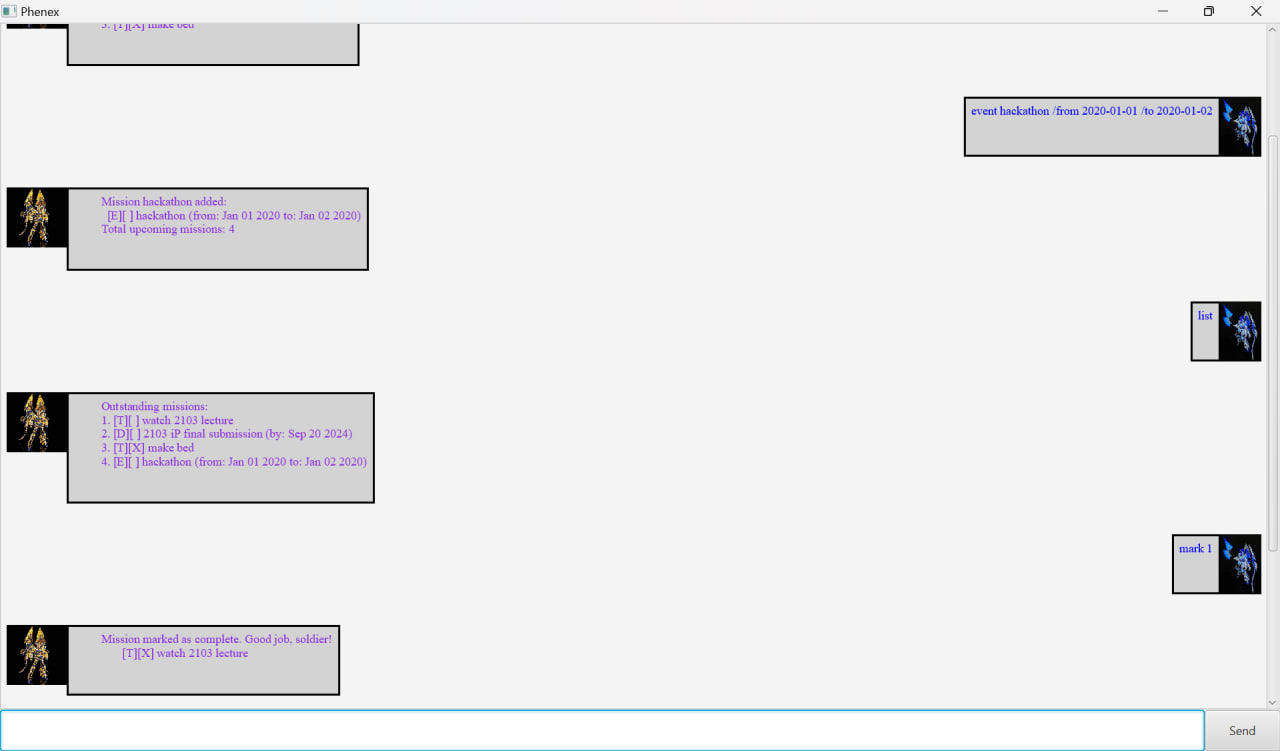 Phenex
3. [T][X] make bed
event hackathon /from 2020-01-01 /to 2020-01-02
Mission hackathon added:
[E][ ] hackathon (from: Jan 01 2020 to: Jan 02 2020)
Total upcoming missions: 4
list
Outstanding missions:
1. [T][ ] watch 2103 lecture
2. [D][ ] 2103 iP final submission (by: Sep 20 2024)
3. [T][X] make bed
4. [E][ ] hackathon (from: Jan 01 2020 to: Jan 02 2020)
mark 1
Mission marked as complete. Good job, soldier!
[T][X] watch 2103 lecture
Send